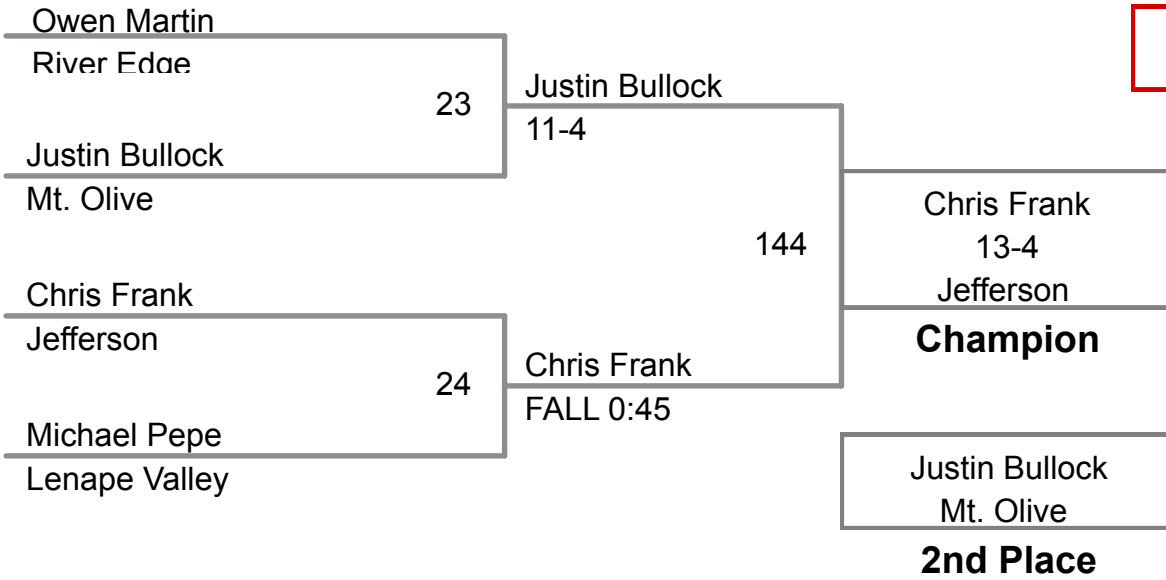 Owen Martin
River Edge
23
Justin Bullock
11-4
Justin Bullock
Mt. Olive
144
Chris Frank
13-4
Jefferson
Champion
Chris Frank
Jefferson
24
Chris Frank
FALL 0:45
Michael Pepe
Lenape Valley
Justin Bullock
Mt. Olive
2nd Place